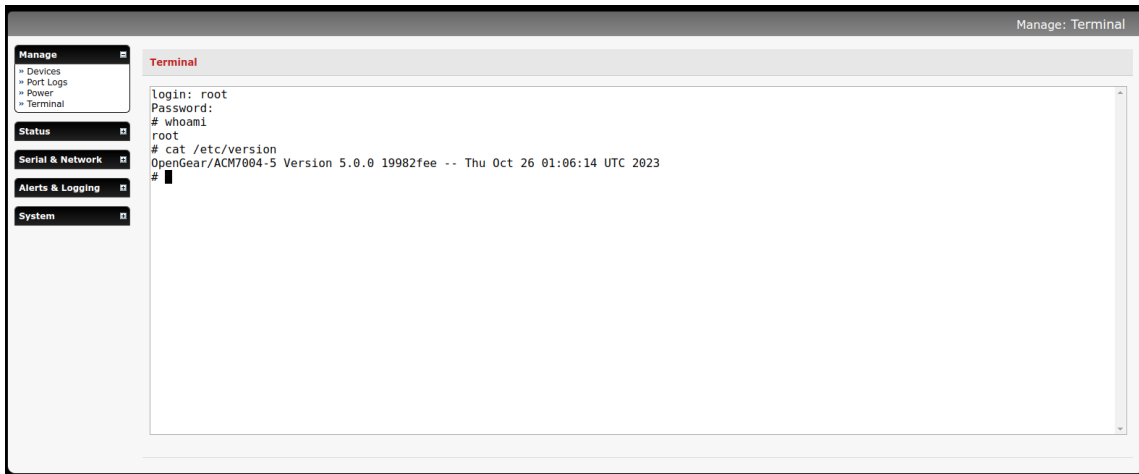 Manage: Terminal
Manage
» Devices
» Port Logs
» Power
» Terminal
Status
Serial & Network
Alerts & Logging
System
Terminal
login: root
Password:
# whoami
root
# cat /etc/version
OpenGear/ACM7004-5 Version 5.0.0 19982fee -- Thu Oct 26 01:06:14 UTC 2023
#